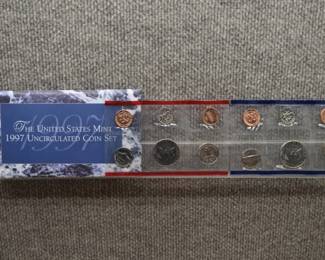 1997
The United States Mint
1997 Uncirculated Coin Set